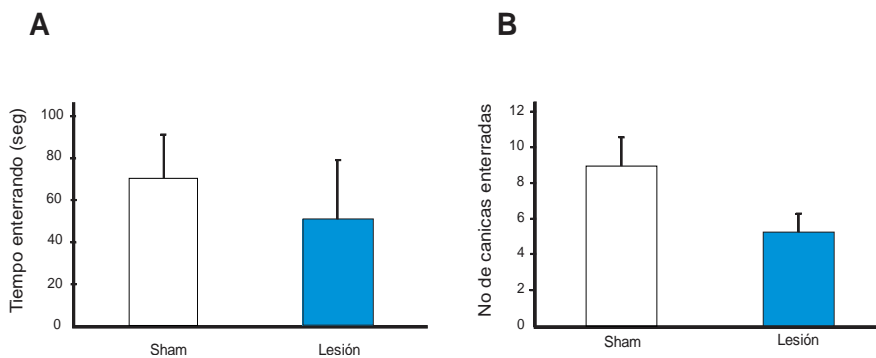 A
Tiempo enterrando (seg)
100
80
60
40
20
0
Sham
Lesión
B
No de canicas enterradas
12
10
8
6
4
2
0
Sham
Lesión